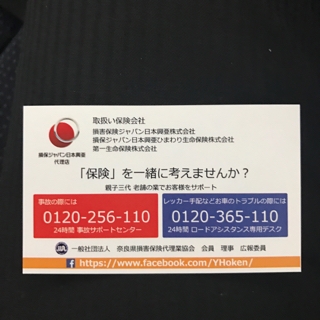 取扱い保険会社
損害保険ジャパン日本興亜株式会社
損保ジャパン日本興亜ひまわり生命保険株式会社
第一生命保険株式会社
損保ジャパン日本興亜
代理店
「保険」を一緒に考えませんか？
親子三代 老舗の業でお客様をサポート
事故の際には
0120-256-110
24時間 事故サポートセンター
レッカー手配などお車のトラブルの際には
0120-365-110
24時間 ロードアシスタンス専用デスク
一般社団法人 奈良県損害保険代理業協会 会員 理事 広報委員
f https://www.facebook.com/YHoken/